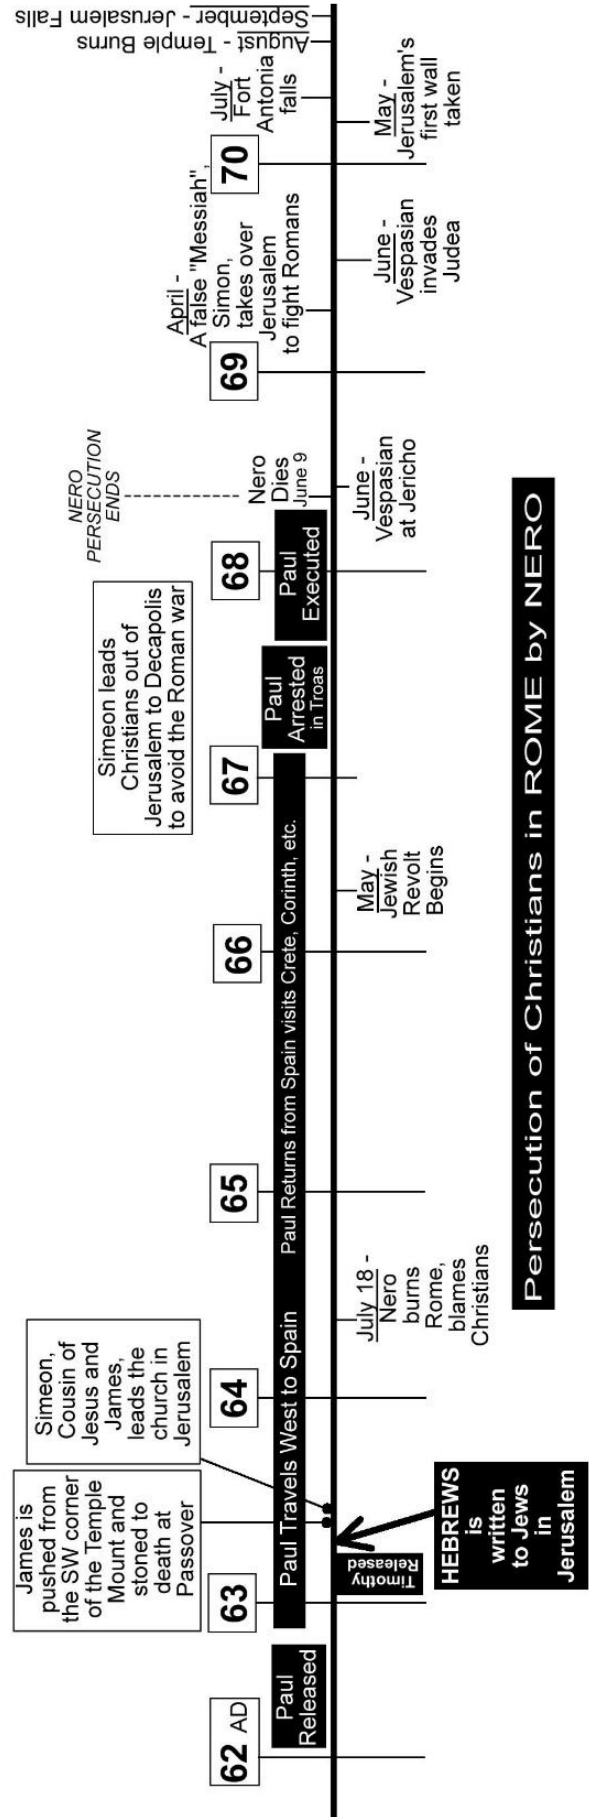 62 AD
Paul
Released
63
James is
pushed from
the SW corner
of the Temple
Mount and
stoned to
death at
Passover
Simeon,
Cousin of
Jesus and
James,
leads the
church in
Jerusalem
Timothy
Released
HEBREWS
is
written
to Jews
in
Jerusalem
Paul Travels West to Spain
64
July 18 -
Nero
burns
Rome,
blames
Christians
65
Paul Returns from Spain visits Crete, Corinth, etc.
66
May -
Jewish
Revolt
Begins
67
Simeon leads
Christians out of
Jerusalem to Decapolis
to avoid the Roman war
Paul
Arrested
in Troas
68
Paul
Executed
NERO
PERSECUTION
ENDS
Nero
Dies
June 9
June -
Vespasian
at Jericho
69
April -
A false "Messiah",
Simon,
takes over
Jerusalem
to fight Romans
June -
Vespasian
invades
Judea
70
May -
Jerusalem's
first wall
taken
July -
Fort
Antonia
falls
August - Temple Burns
September - Jerusalem Falls
Persecution of Christians in ROME by NERO